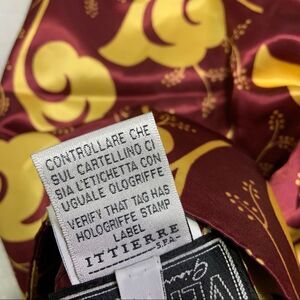 CONTROLLARE CHE
SUL CARTELLINO CI
SIA L'ETICHETTA CON
UGUALE OLOGRIFFE
VERIFY THAT TAG HAS
HOLOGRIFFE STAMP
LABEL
ITTIERRE
S.P.A.